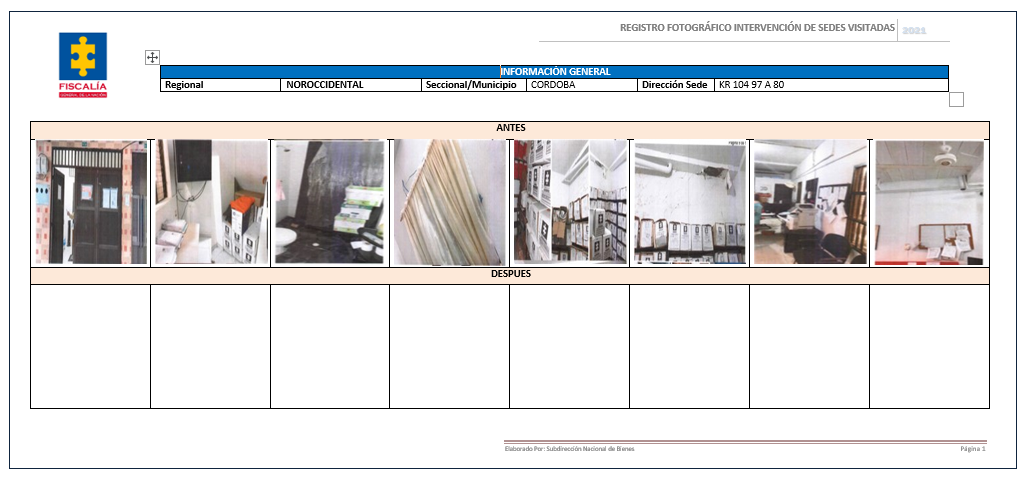 REGISTRO FOTOGRÁFICO INTERVENCIÓN DE SEDES VISITADAS 2021
FISCALÍA
GENERAL DE LA NACIÓN
INFORMACIÓN GENERAL
Regional NOROCCIDENTAL Seccional/Municipio CORDOBA Dirección Sede KR 104 97 A 80
ANTES
DESPUES
Elaborado Por: Subdirección Nacional de Bienes Página 1